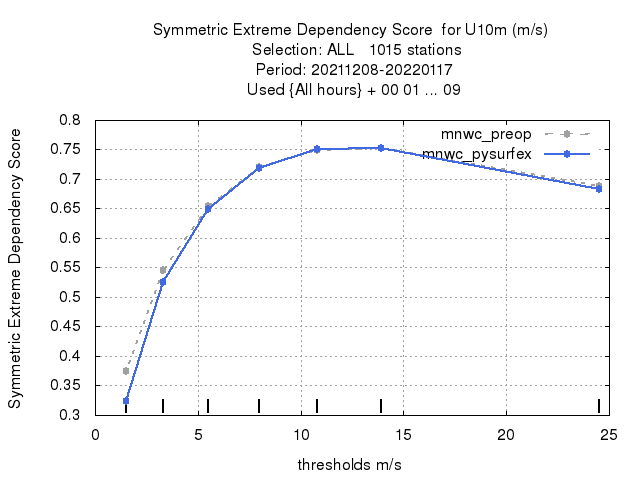 Symmetric Extreme Dependency Score  for U10m (m/s)
Selection: ALL   1015 stations
Period: 20211208-20220117
Used {All hours} + 00 01 ... 09
Symmetric Extreme Dependency Score
0.8
0.75
0.7
0.65
0.6
0.55
0.5
0.45
0.4
0.35
0.3
mnwc_preop
mnwc_pysurfex
0 5 10 15 20 25
thresholds m/s